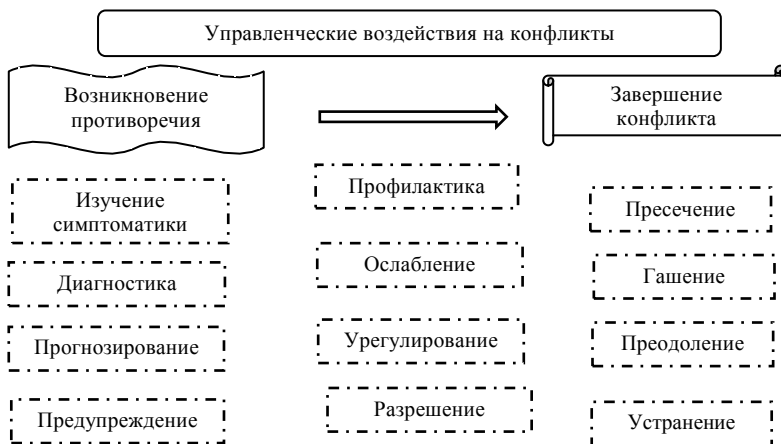 Управленческие воздействия на конфликты
Возникновение
противоречия
Завершение
конфликта
Изучение
симптоматики
Диагностика
Прогнозирование
Предупреждение
Профилактика
Ослабление
Урегулирование
Разрешение
Пресечение
Гашение
Преодоление
Устранение